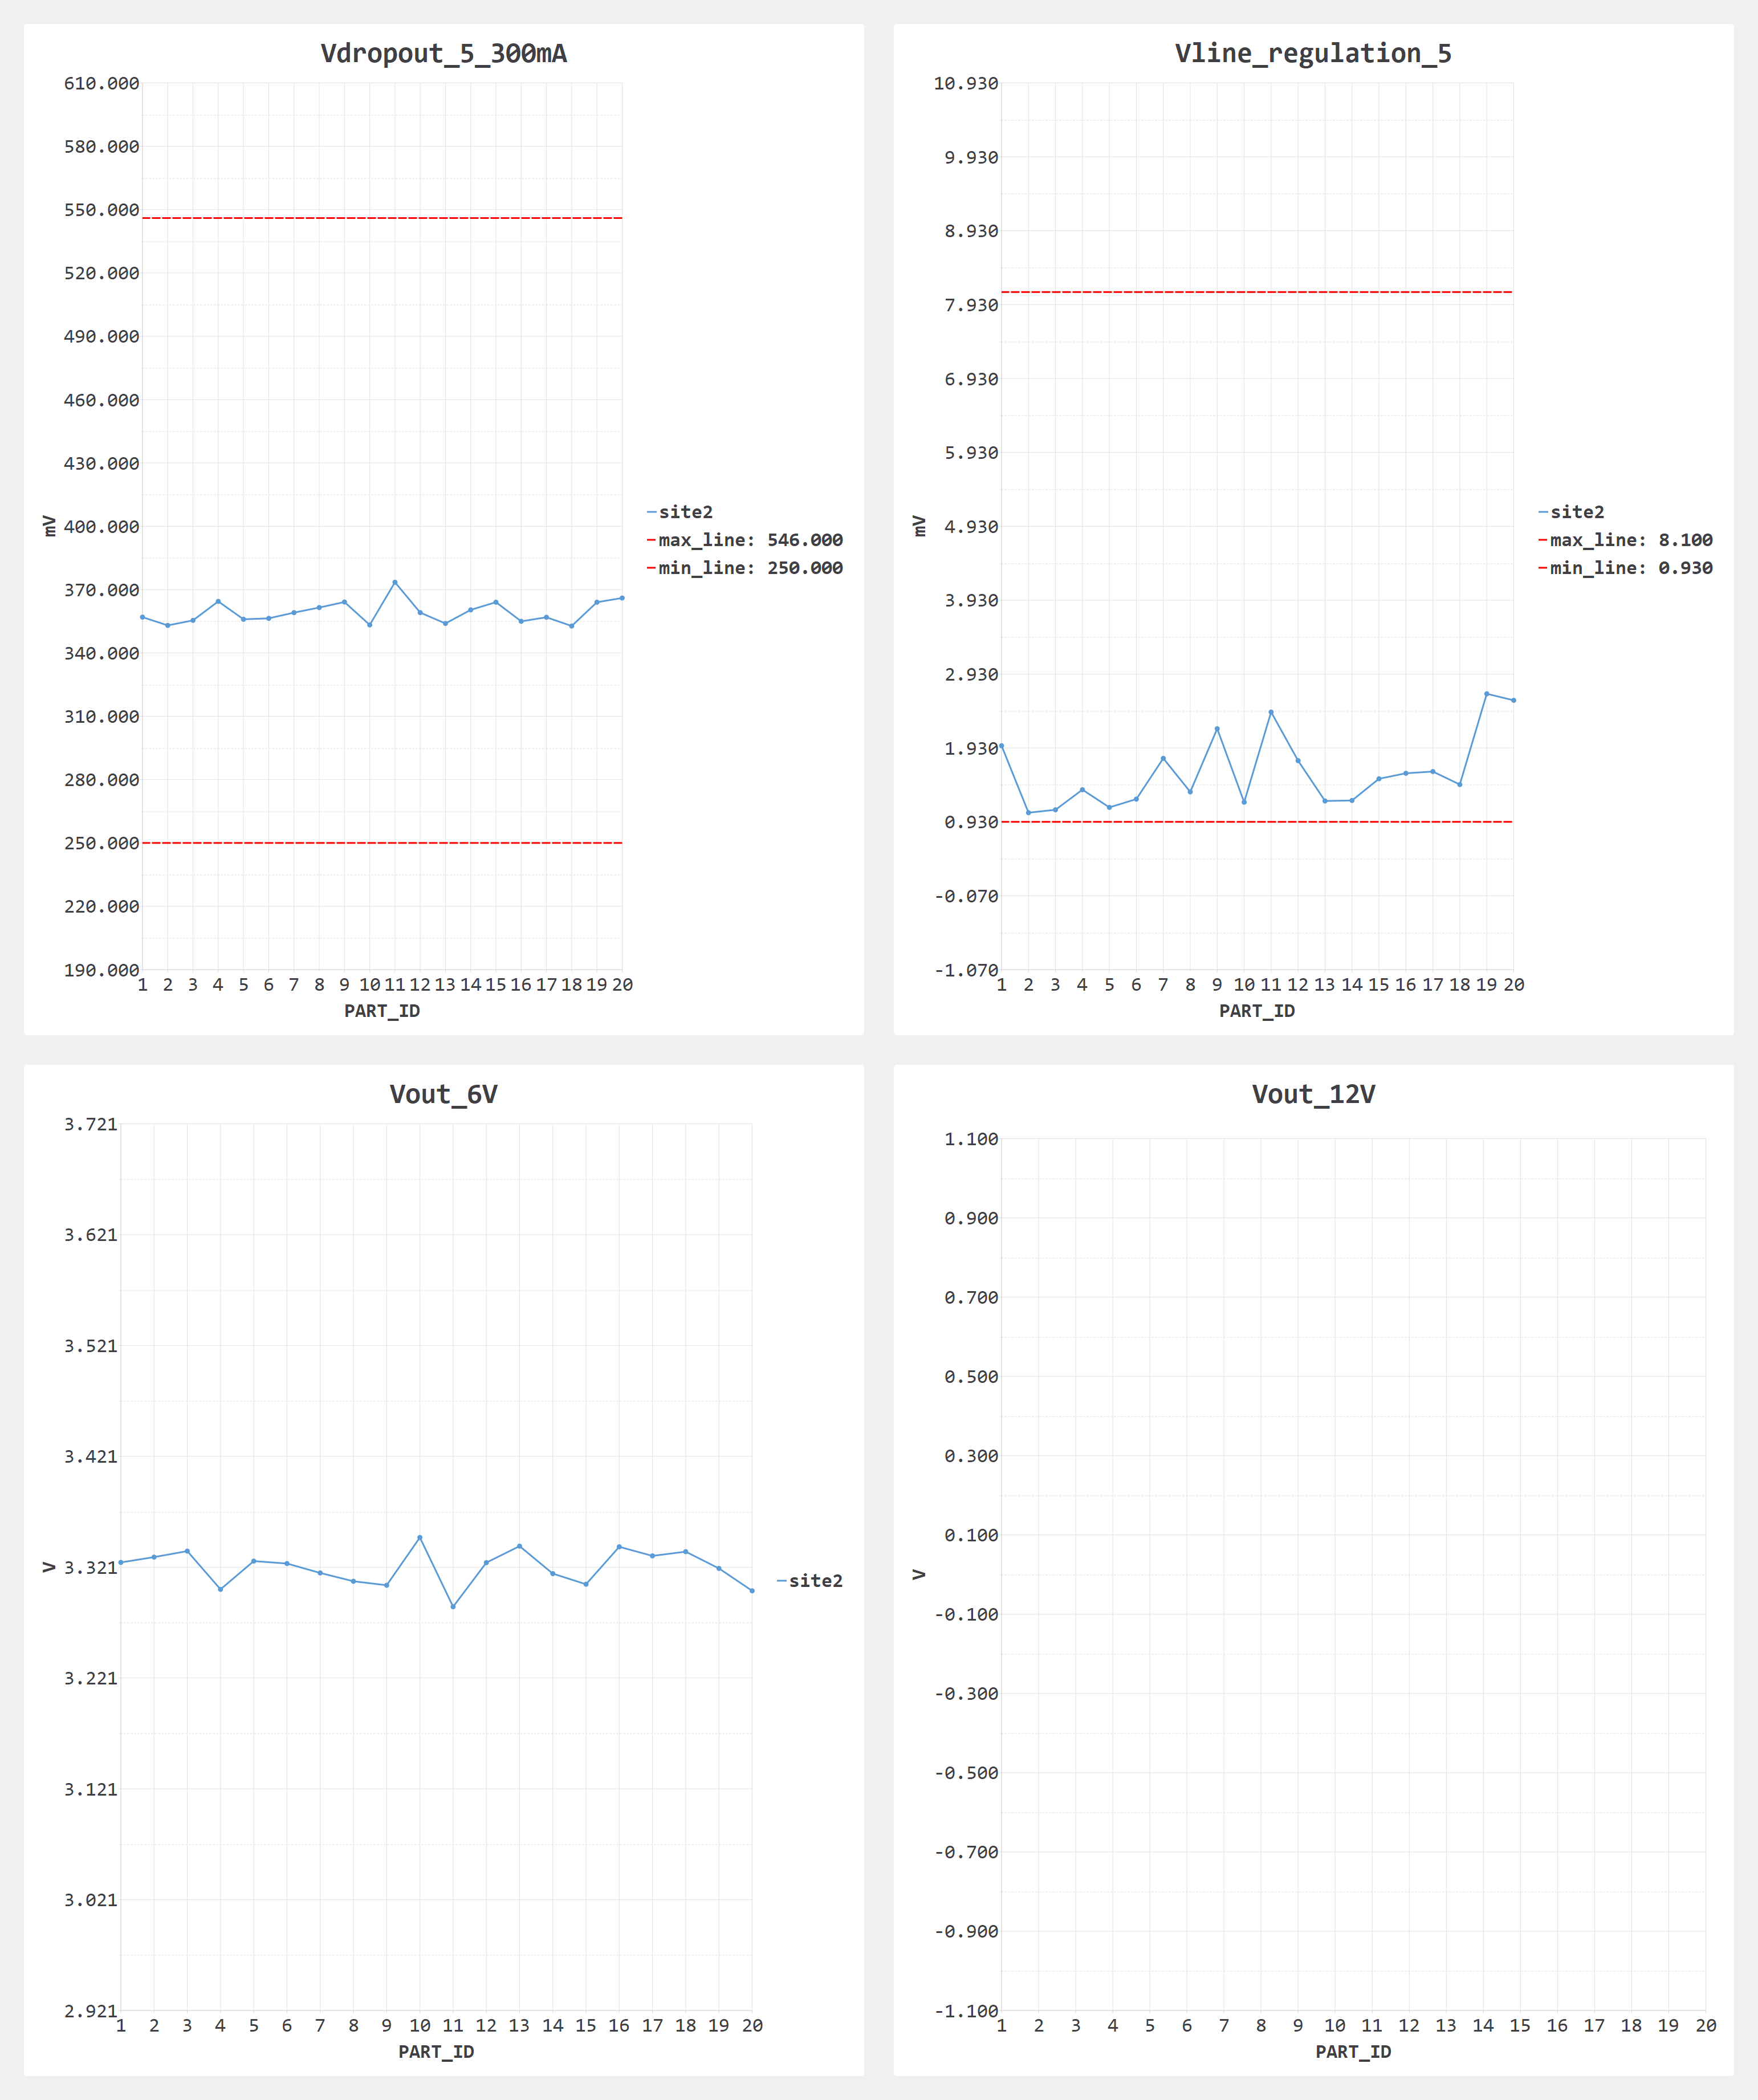 Vdropout_5_300mA
610.000
580.000
550.000
520.000
490.000
460.000
430.000
400.000
370.000
340.000
310.000
280.000
250.000
220.000
190.000
mV
1 2 3 4 5 6 7 8 9 10 11 12 13 14 15 16 17 18 19 20
PART_ID
site2
max_line: 546.000
min_line: 250.000
Vline_regulation_5
10.930
9.930
8.930
7.930
6.930
5.930
4.930
3.930
2.930
1.930
0.930
-0.070
-1.070
mV
1 2 3 4 5 6 7 8 9 10 11 12 13 14 15 16 17 18 19 20
PART_ID
site2
max_line: 8.100
min_line: 0.930
Vout_6V
3.721
3.621
3.521
3.421
3.321
3.221
3.121
3.021
2.921
V
1 2 3 4 5 6 7 8 9 10 11 12 13 14 15 16 17 18 19 20
PART_ID
site2
Vout_12V
1.100
0.900
0.700
0.500
0.300
0.100
-0.100
-0.300
-0.500
-0.700
-0.900
-1.100
V
1 2 3 4 5 6 7 8 9 10 11 12 13 14 15 16 17 18 19 20
PART_ID